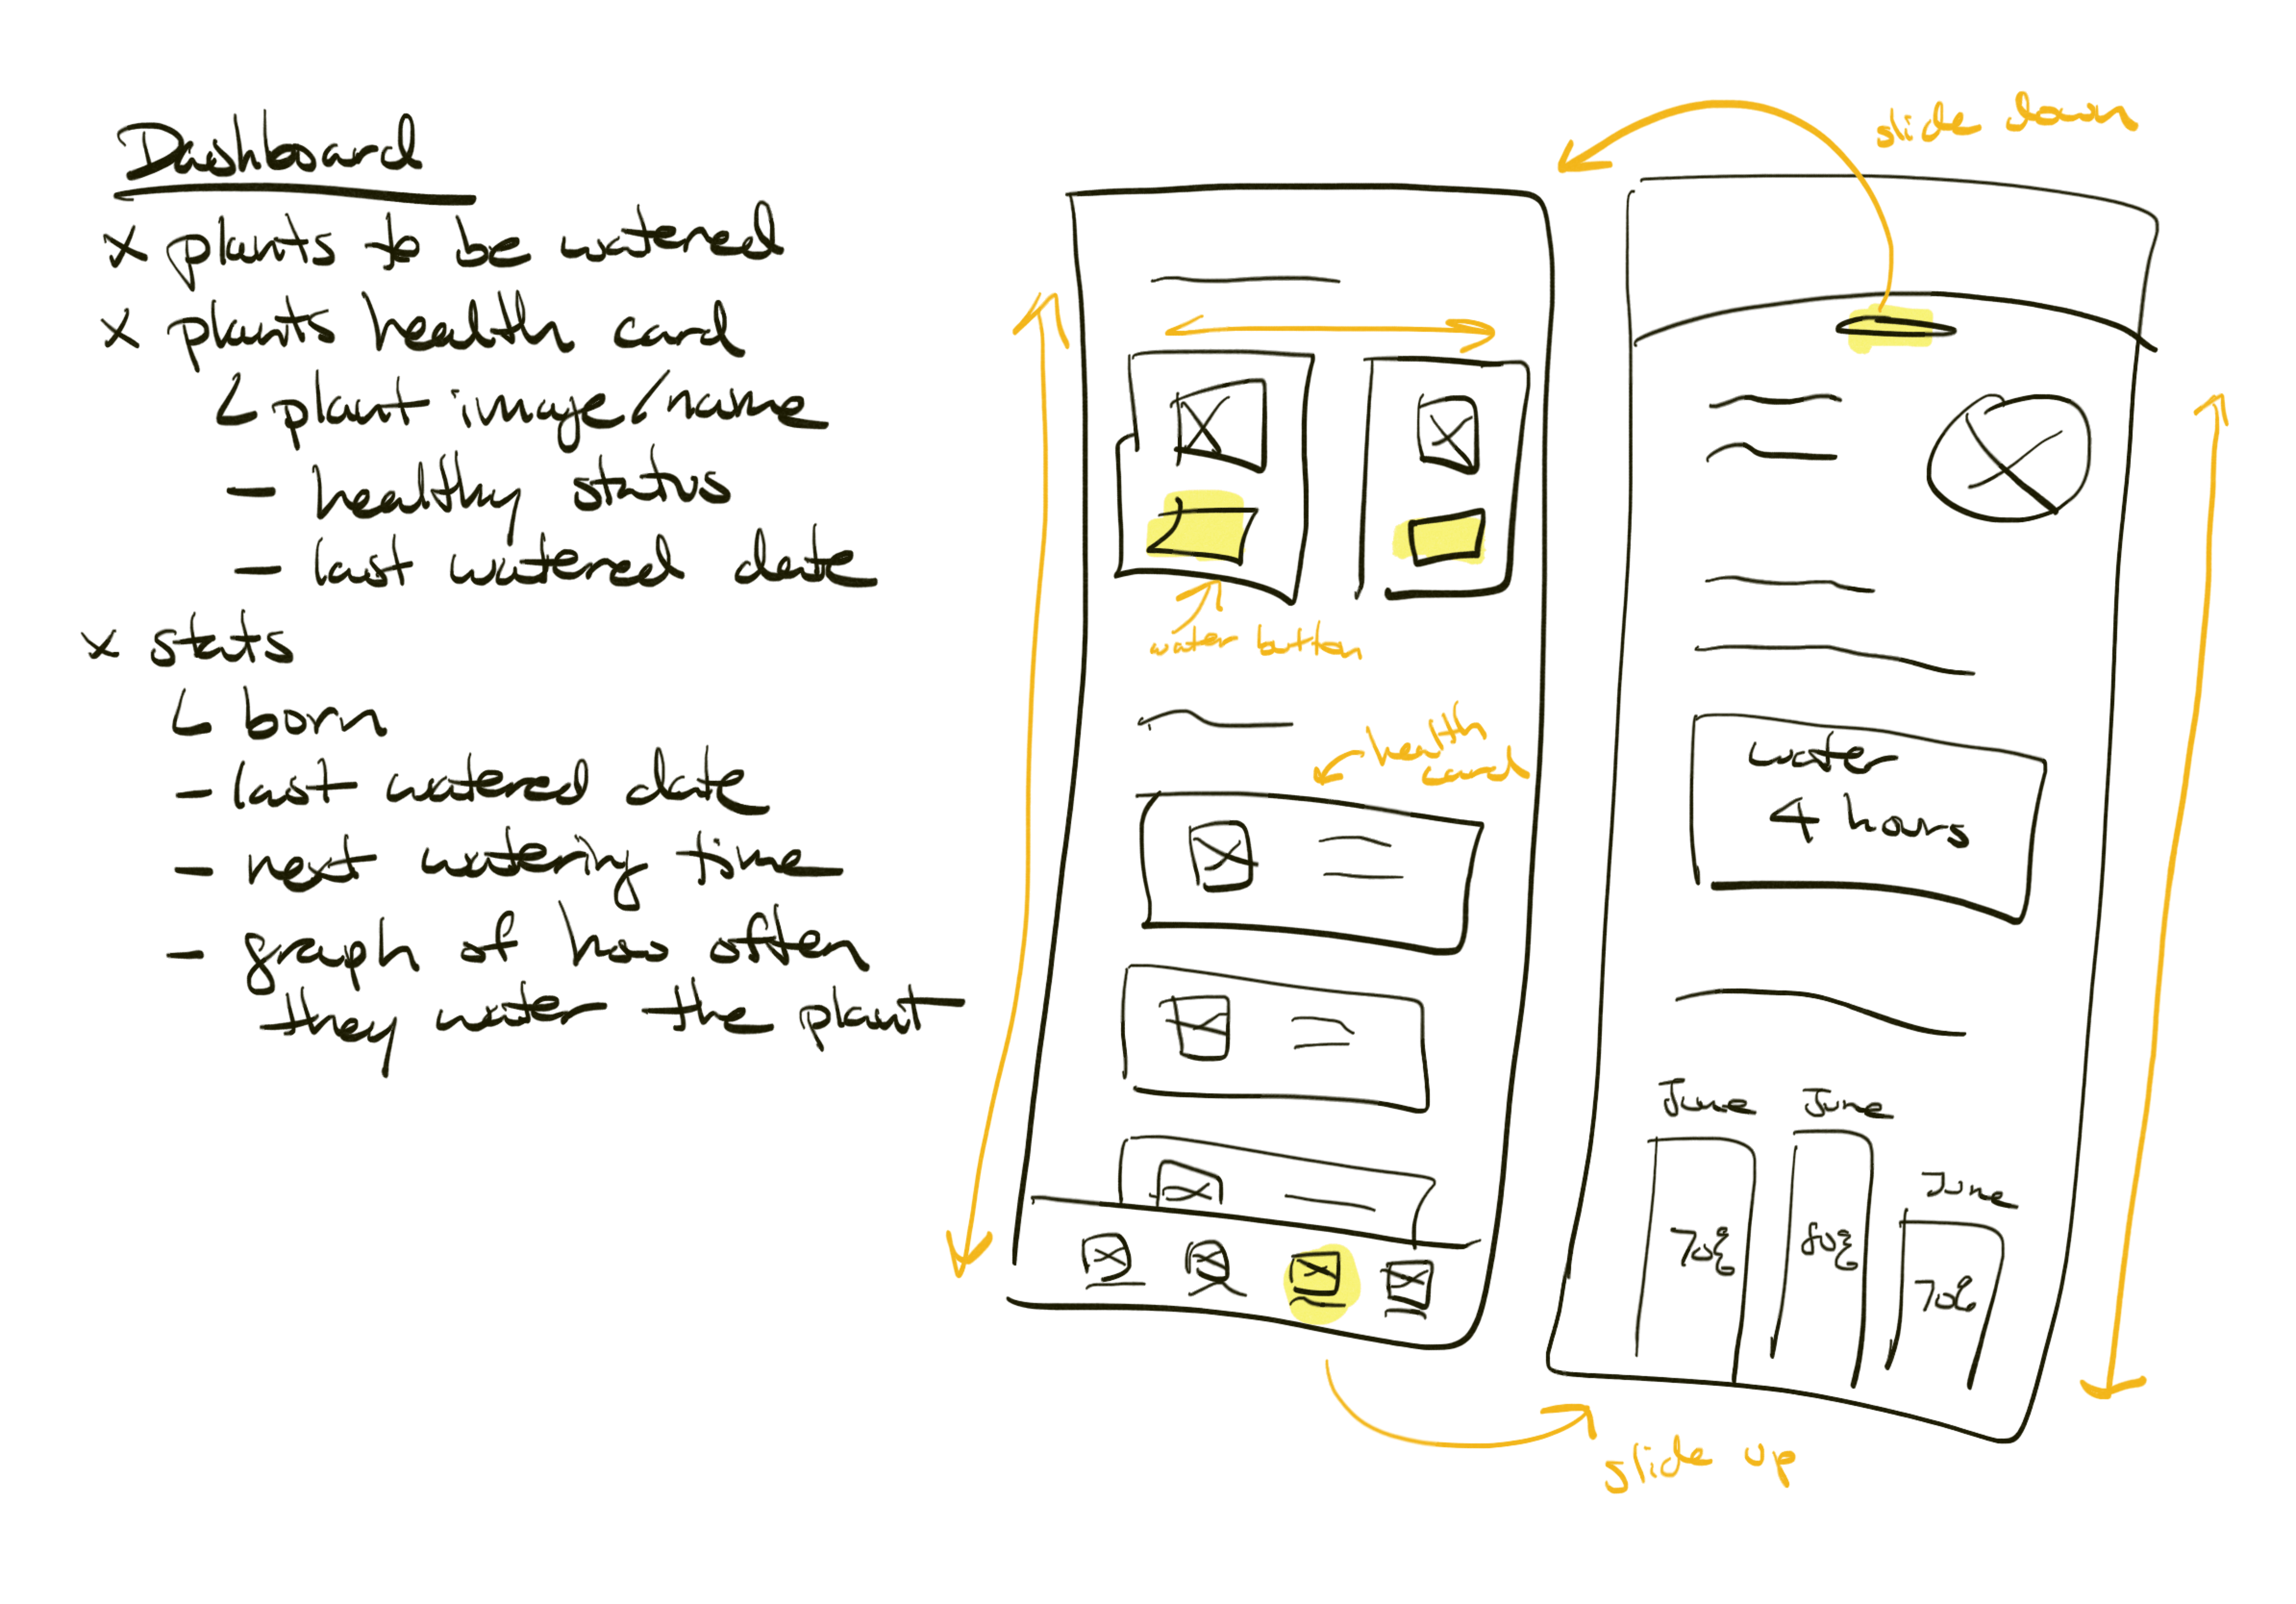 Dashboard
x plants to be watered
x plants health card
plant image/name
- healthy status
- last watered date
x stats
born
- last watered date
- next watering time
- graph of how often
they water the plant
water button
health
card
slide up
slide down
water
4 hours
June
June
June
70%
80%
70%